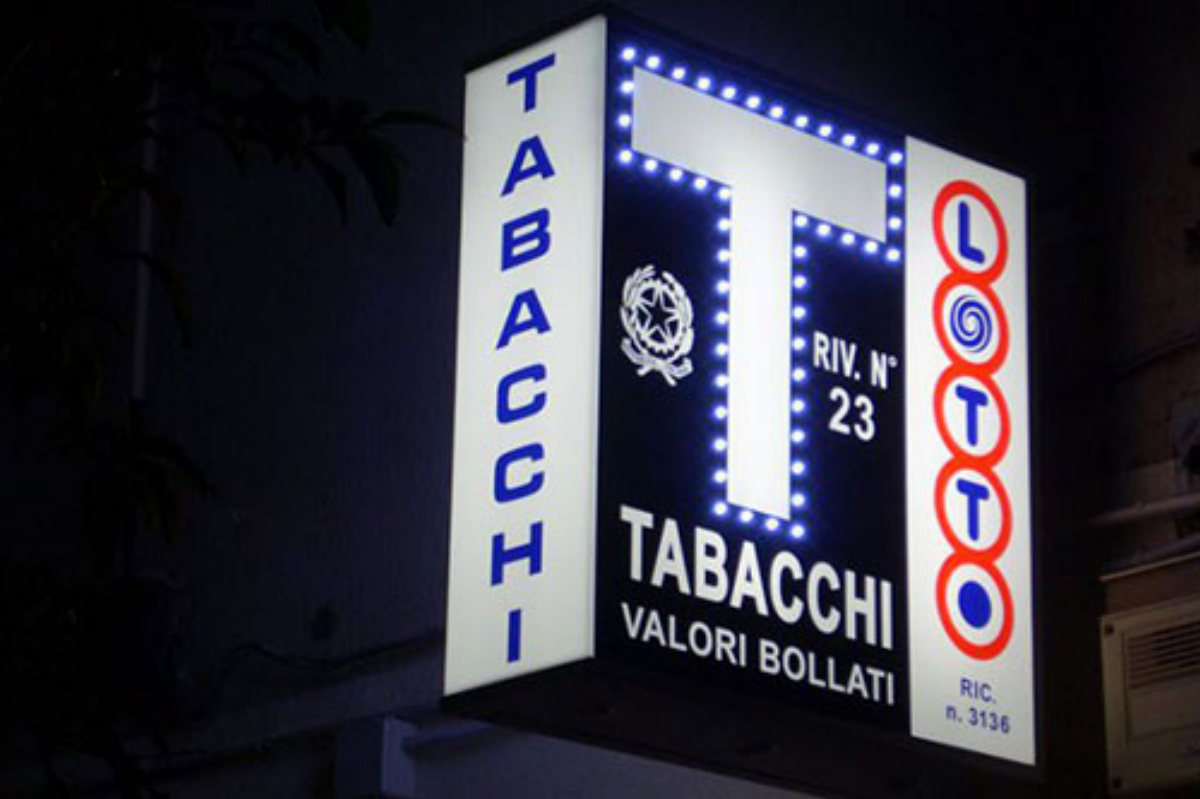 TABACCHI
T
RIV. N°
23
TABACCHI
VALORI BOLLATI
LOTTO
RIC.
n. 3136